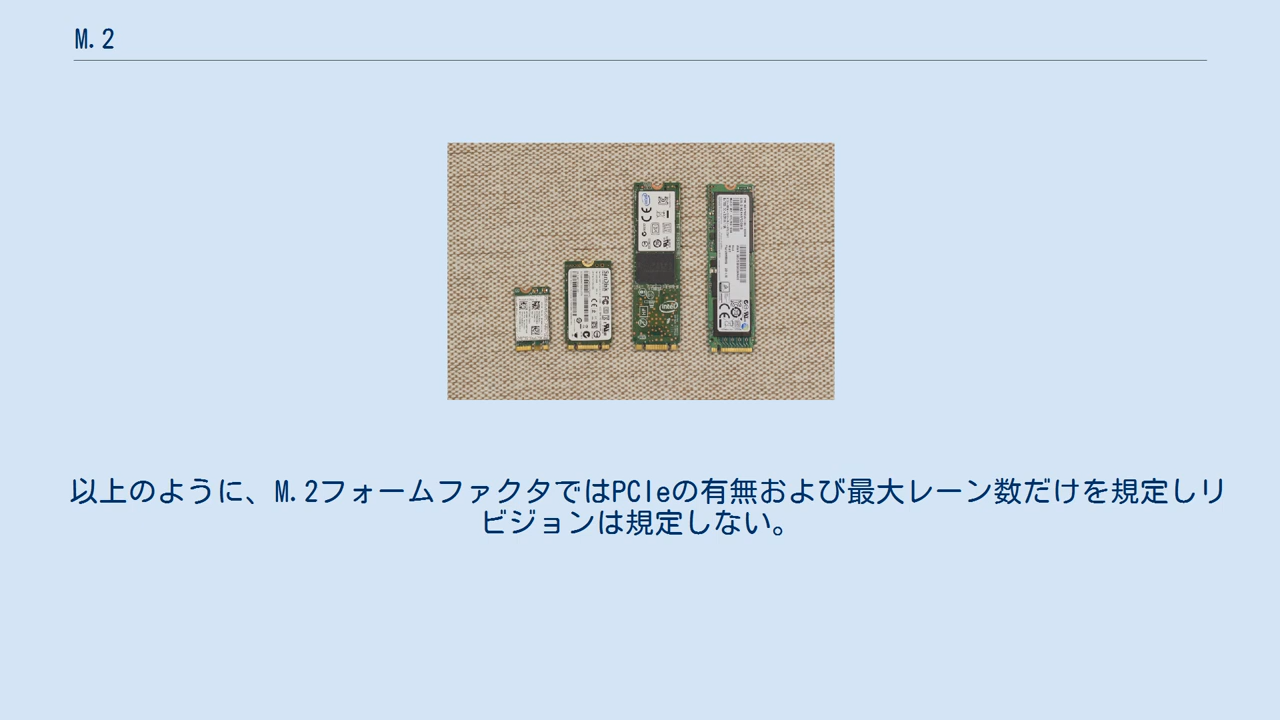 M.2
以上のように、M.2フォームファクタではPCIeの有無および最大レーン数だけを規定しリ
ビジョンは規定しない。